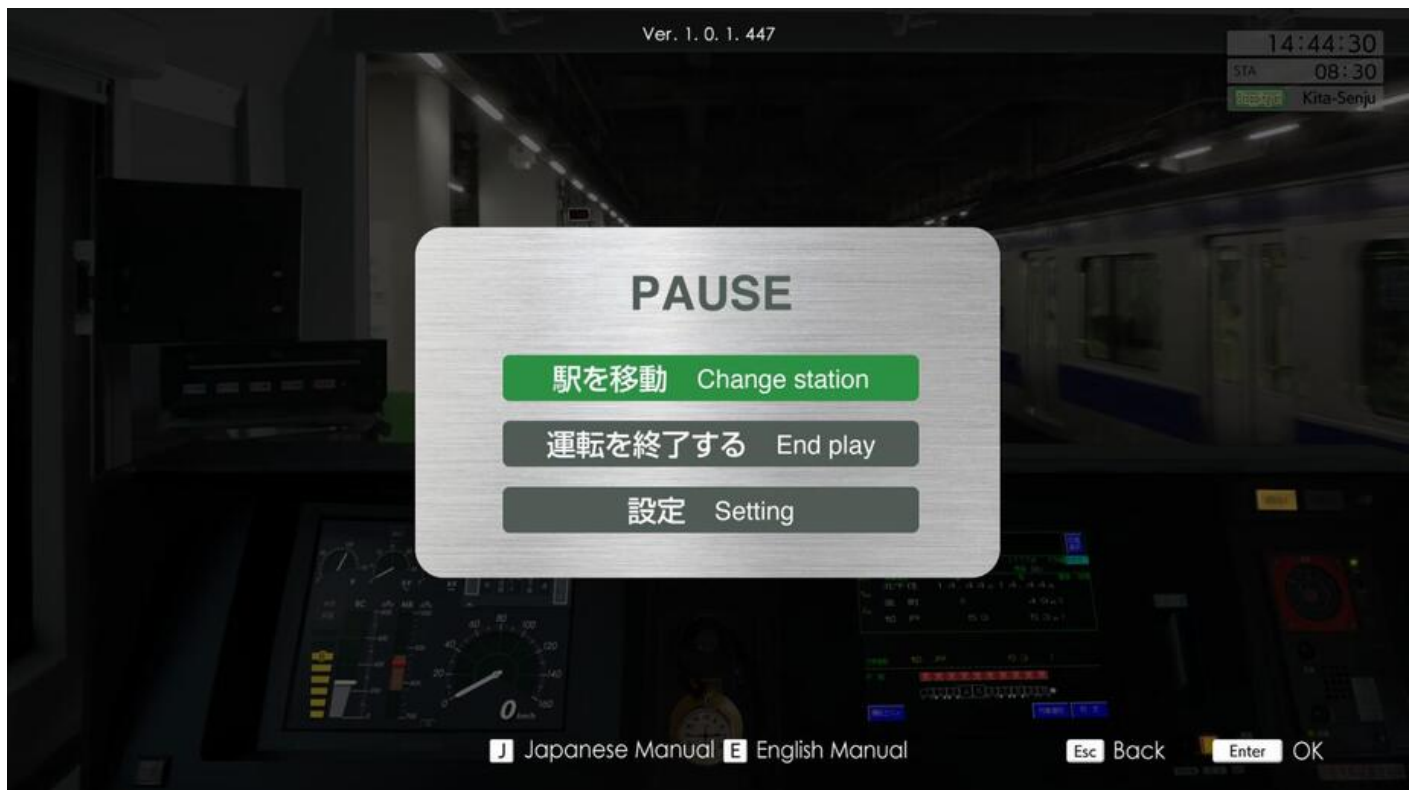 Ver. 1. 0. 1. 447
14:44:30
STA 08:30
Kita-Senju
PAUSE
駅を移動 Change station
運転を終了する End play
設定 Setting
0 km/h
J Japanese Manual E English Manual
Esc Back Enter OK